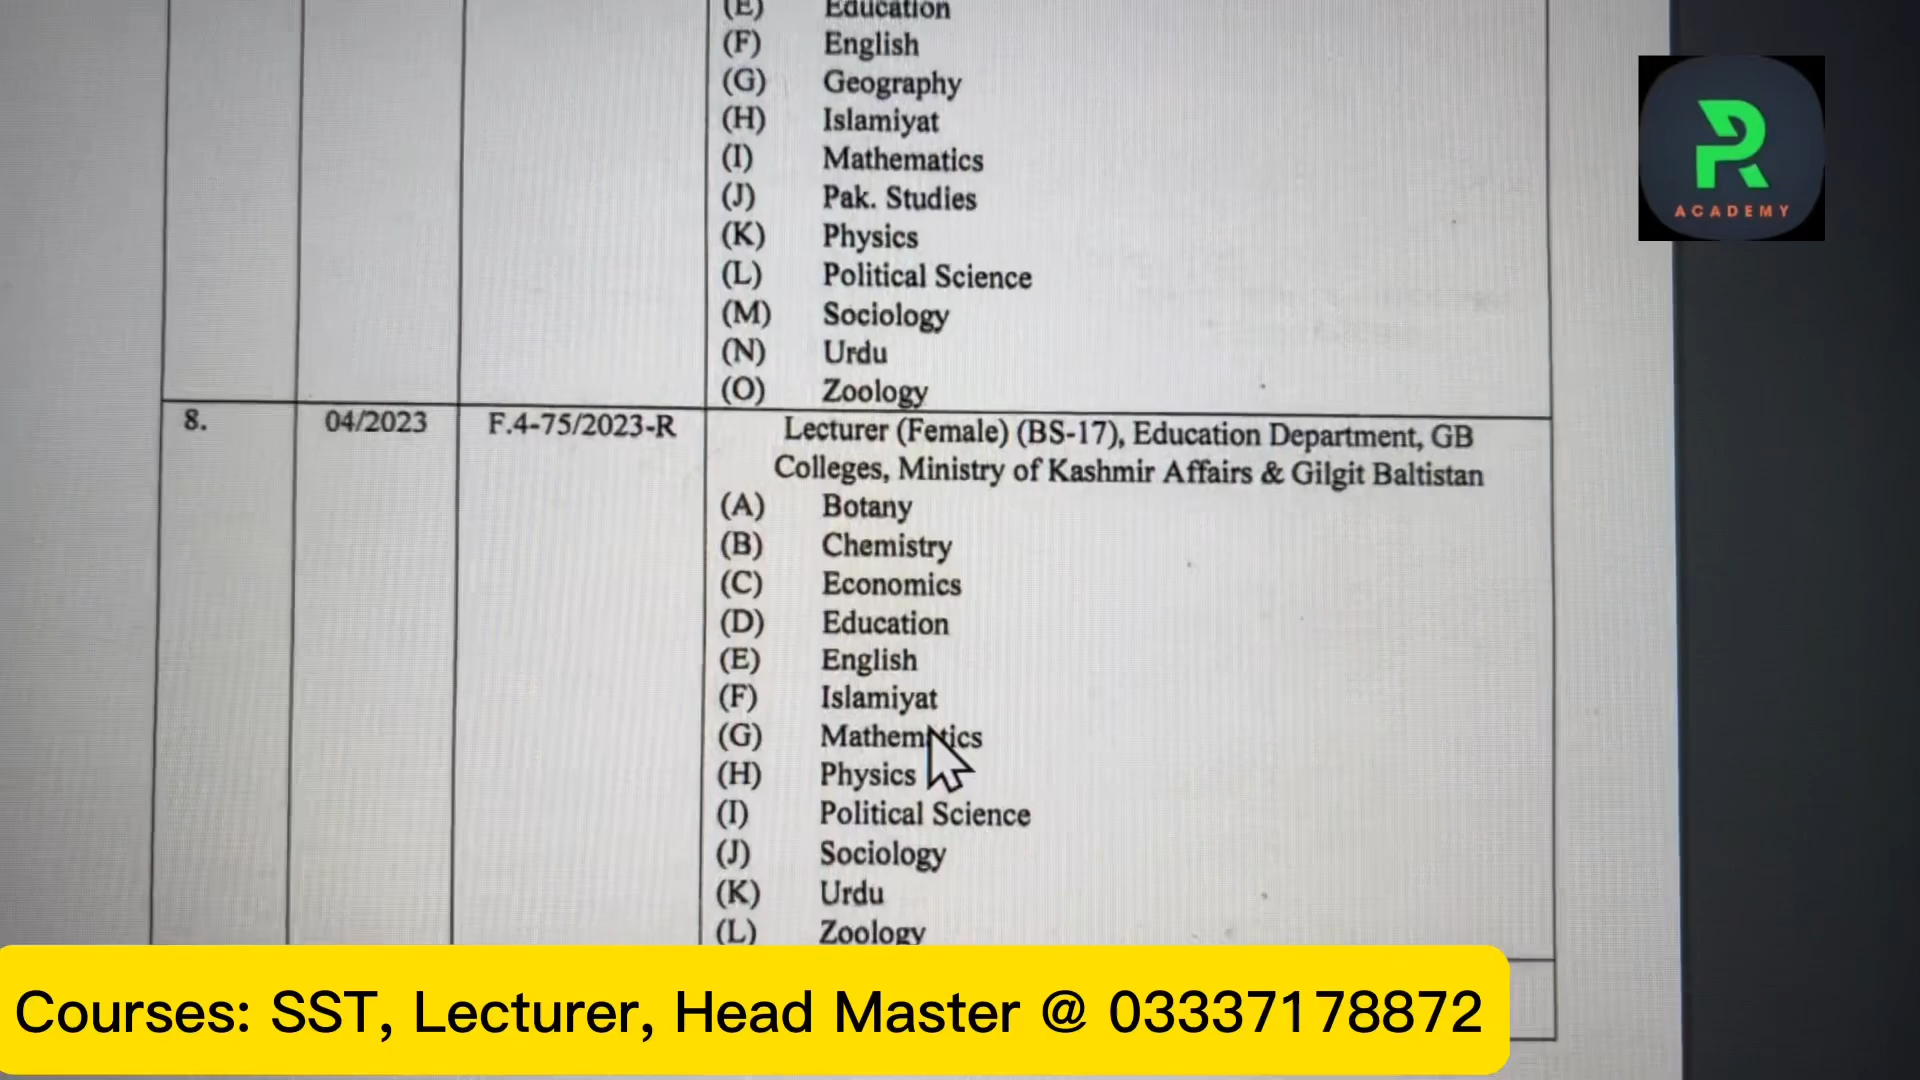 (E) Education
(F) English
(G) Geography
(H) Islamiyat
(I) Mathematics
(J) Pak. Studies
(K) Physics
(L) Political Science
(M) Sociology
(N) Urdu
(O) Zoology
8. 04/2023 F.4-75/2023-R Lecturer (Female) (BS-17), Education Department, GB
Colleges, Ministry of Kashmir Affairs & Gilgit Baltistan
(A) Botany
(B) Chemistry
(C) Economics
(D) Education
(E) English
(F) Islamiyat
(G) Mathematics
(H) Physics
(I) Political Science
(J) Sociology
(K) Urdu
(L) Zoology
Courses: SST, Lecturer, Head Master @ 03337178872
PR
ACADEMY